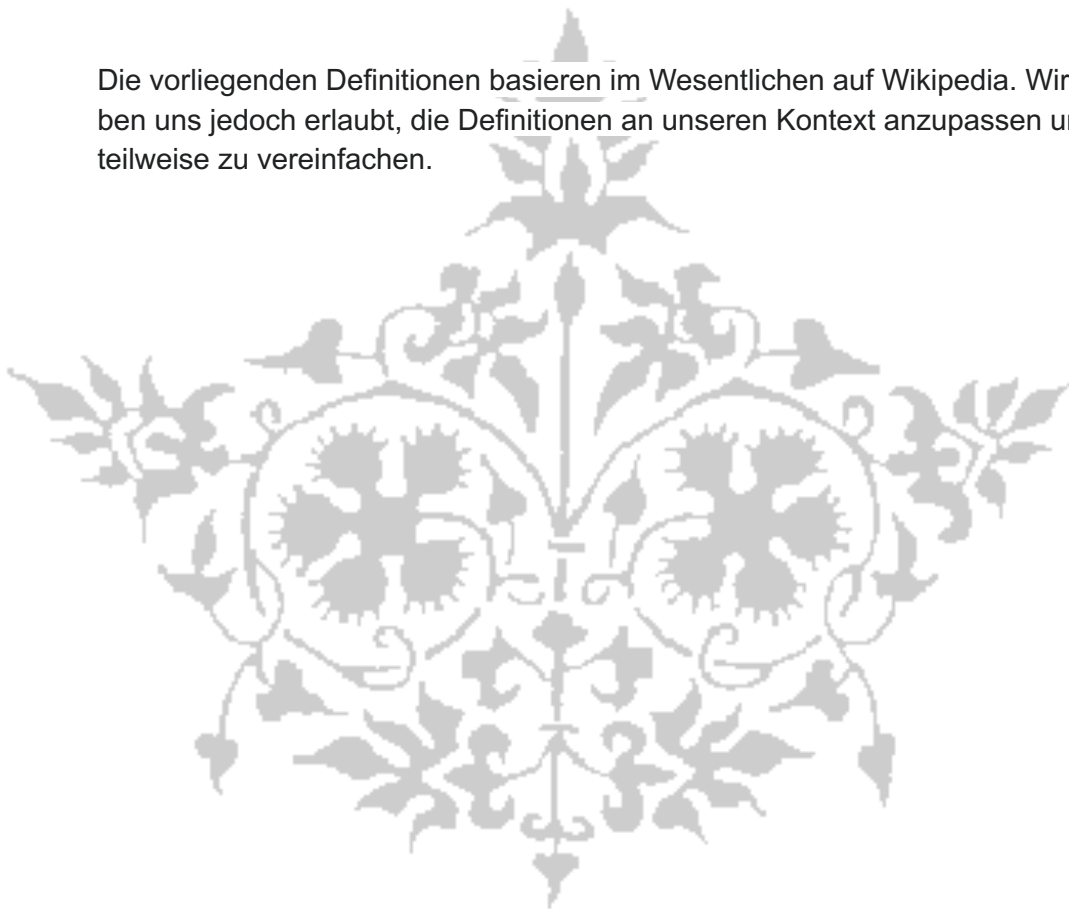 Die vorliegenden Definitionen basieren im Wesentlichen auf Wikipedia. Wir
ben uns jedoch erlaubt, die Definitionen an unseren Kontext anzupassen u
teilweise zu vereinfachen.